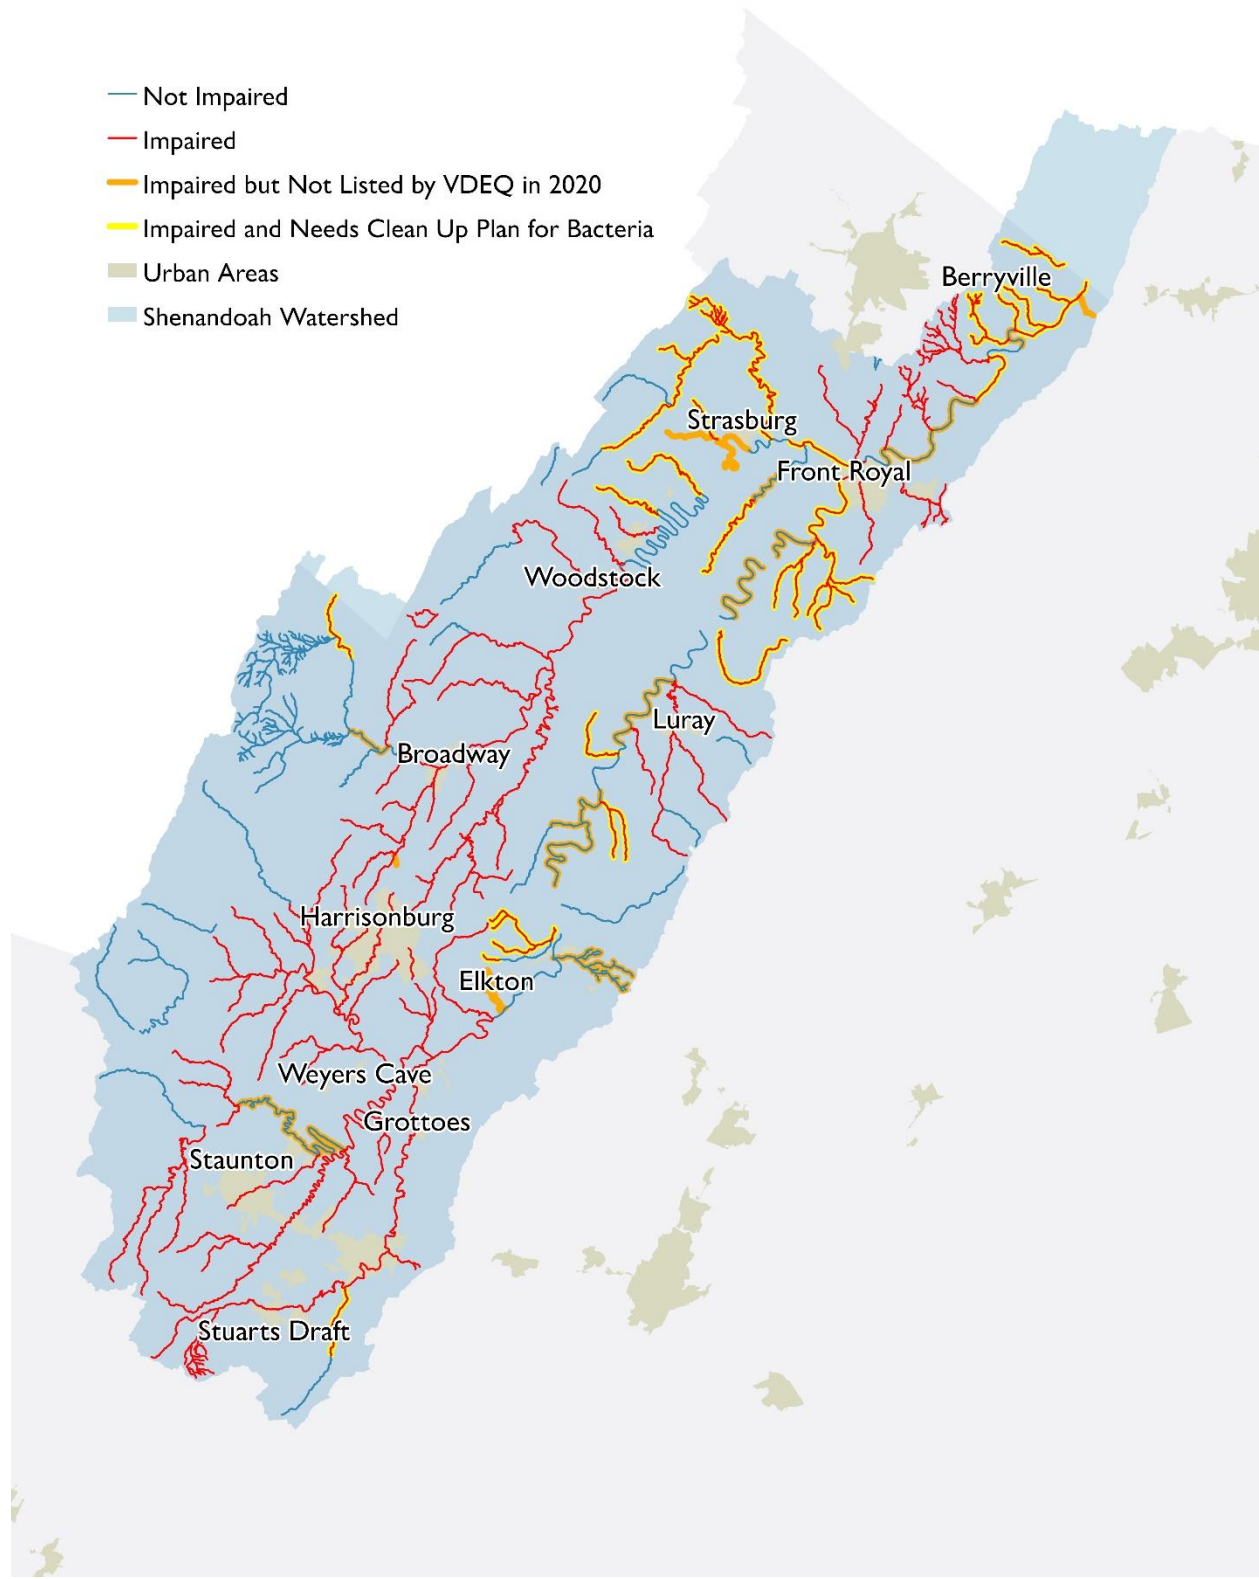 Not Impaired
Impaired
Impaired but Not Listed by VDEQ in 2020
Impaired and Needs Clean Up Plan for Bacteria
Urban Areas
Shenandoah Watershed
Berryville
Strasburg
Front Royal
Woodstock
Luray
Broadway
Harrisonburg
Elkton
Weyers Cave
Grottoes
Staunton
Stuarts Draft